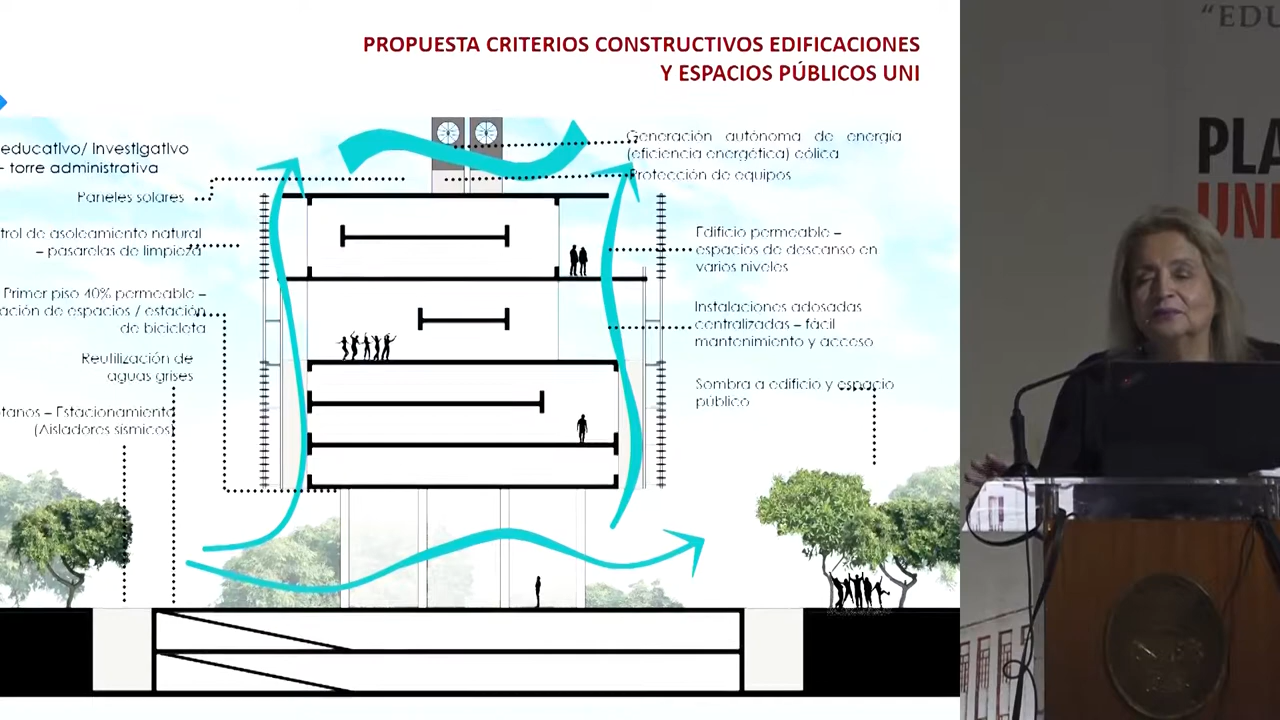 "EDU
PROPUESTA CRITERIOS CONSTRUCTIVOS EDIFICACIONES
Y ESPACIOS PÚBLICOS UNI
educativo/ investigativo
– torre administrativa
Paneles solares
trol de asoleamiento natural
– pasarelas de limpieza
Primer piso 40% permeable –
ación de espacios / estación
de bicicleta
Reutilización de
aguas grises
tanos – Estacionamiento
(Aisladores sísmicos)
Generación autónoma de energía
(eficiencia energética) eólica
Protección de equipos
Edificio permeable –
espacios de descanso en
varios niveles
Instalaciones adosadas
centralizadas – fácil
mantenimiento y acceso
Sombra a edificio y espacio
público
PLA
UNI